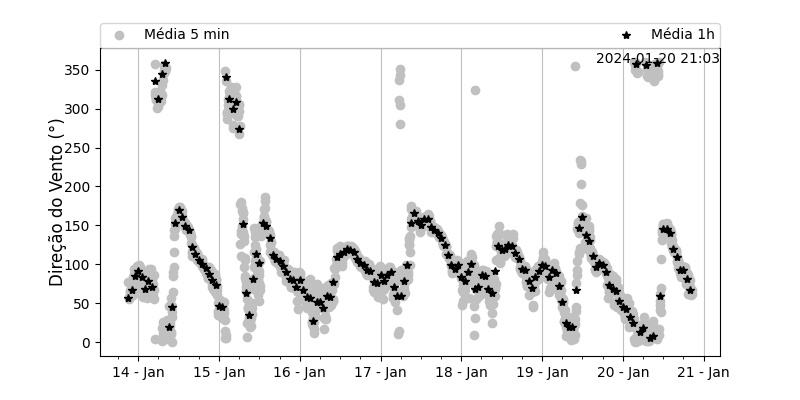 Média 5 min
Média 1h
2024-01-20 21:03
Direção do Vento (°)
350
300
250
200
150
100
50
0
14 - Jan
15 - Jan
16 - Jan
17 - Jan
18 - Jan
19 - Jan
20 - Jan
21 - Jan